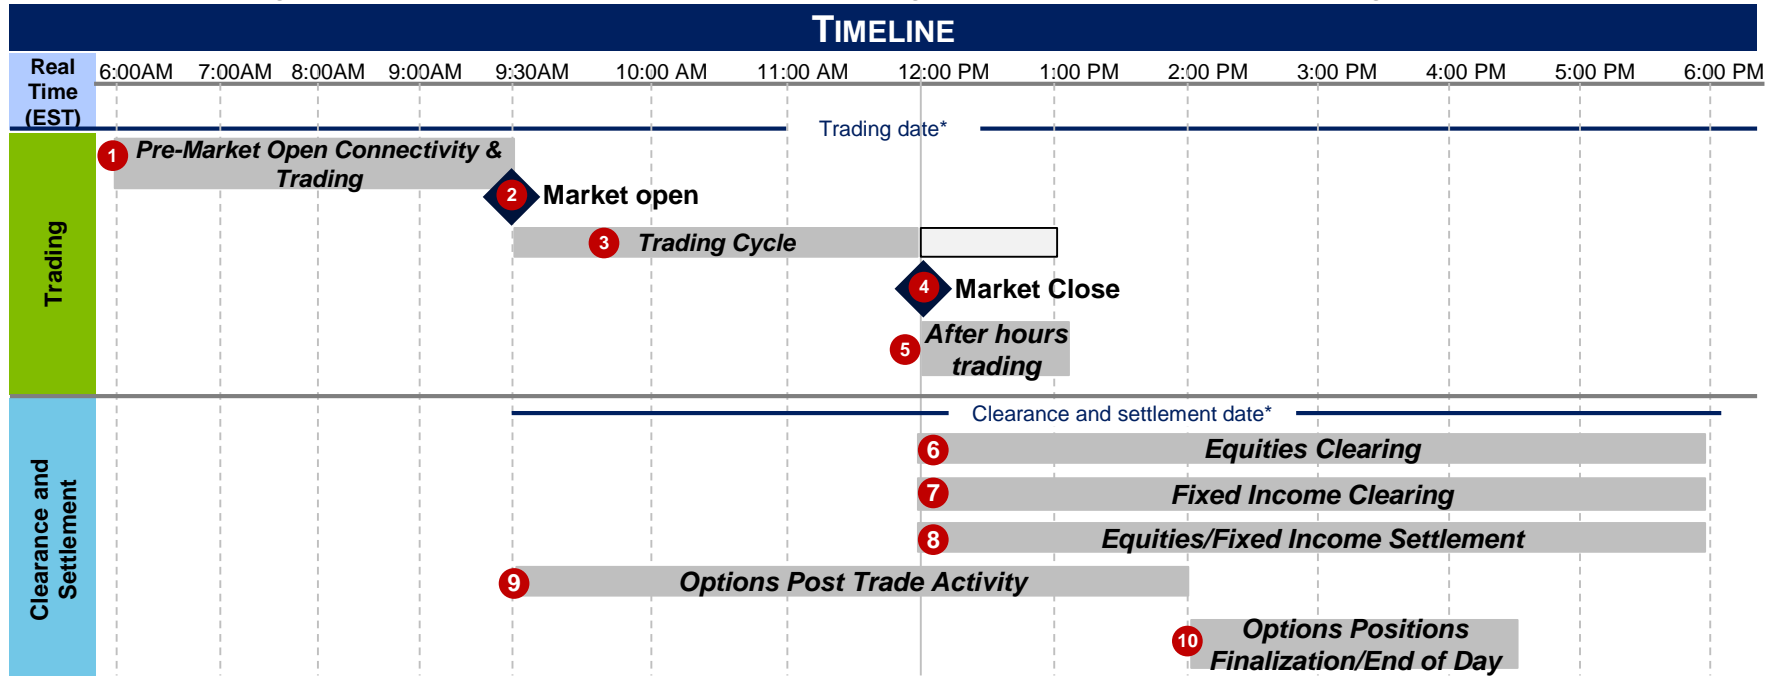 TIMELINE
Real
Time
(EST)
6:00AM 7:00AM 8:00AM 9:00AM 9:30AM 10:00 AM 11:00 AM 12:00 PM 1:00 PM 2:00 PM 3:00 PM 4:00 PM 5:00 PM 6:00 PM
Trading date*
Trading
1 Pre-Market Open Connectivity &
Trading
2 Market open
3 Trading Cycle
4 Market Close
5 After hours
trading
Clearance and settlement date*
Clearance and
Settlement
6 Equities Clearing
7 Fixed Income Clearing
8 Equities/Fixed Income Settlement
9 Options Post Trade Activity
10 Options Positions
Finalization/End of Day